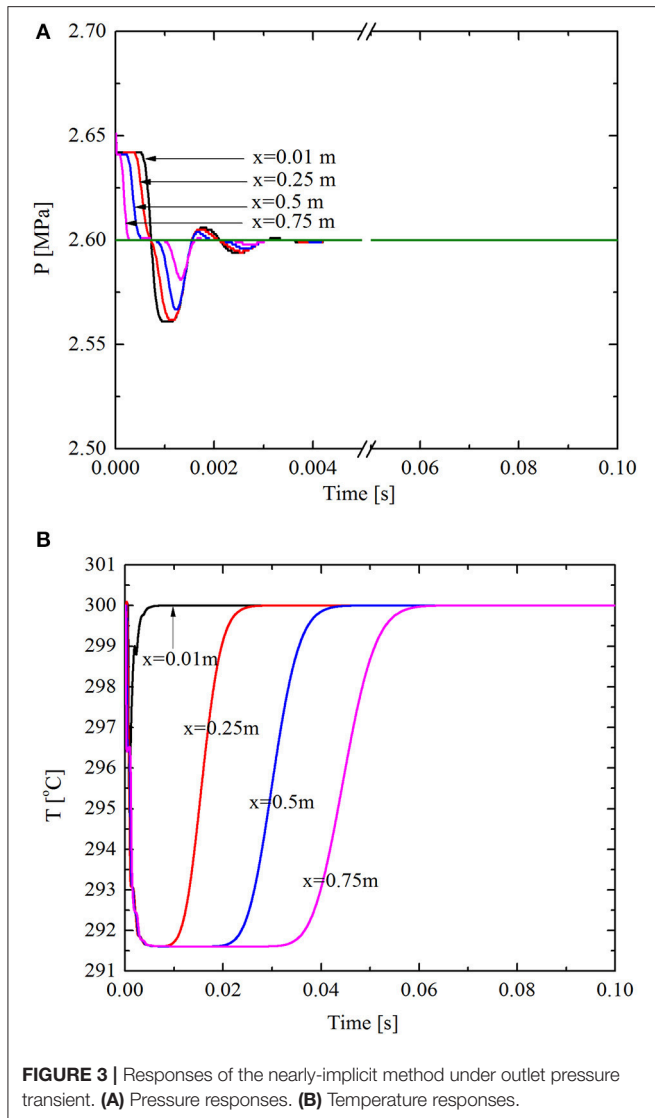 A
2.70
2.65
2.60
2.55
2.50
P [MPa]
x=0.01 m
x=0.25 m
x=0.5 m
x=0.75 m
0.000 0.002 0.004 0.06 0.08 0.10
Time [s]
B
301
300
299
298
297
296
295
294
293
292
291
T [°C]
x=0.01m
x=0.25m
x=0.5m
x=0.75m
0.00 0.02 0.04 0.06 0.08 0.10
Time [s]
FIGURE 3 | Responses of the nearly-implicit method under outlet pressure
transient. (A) Pressure responses. (B) Temperature responses.